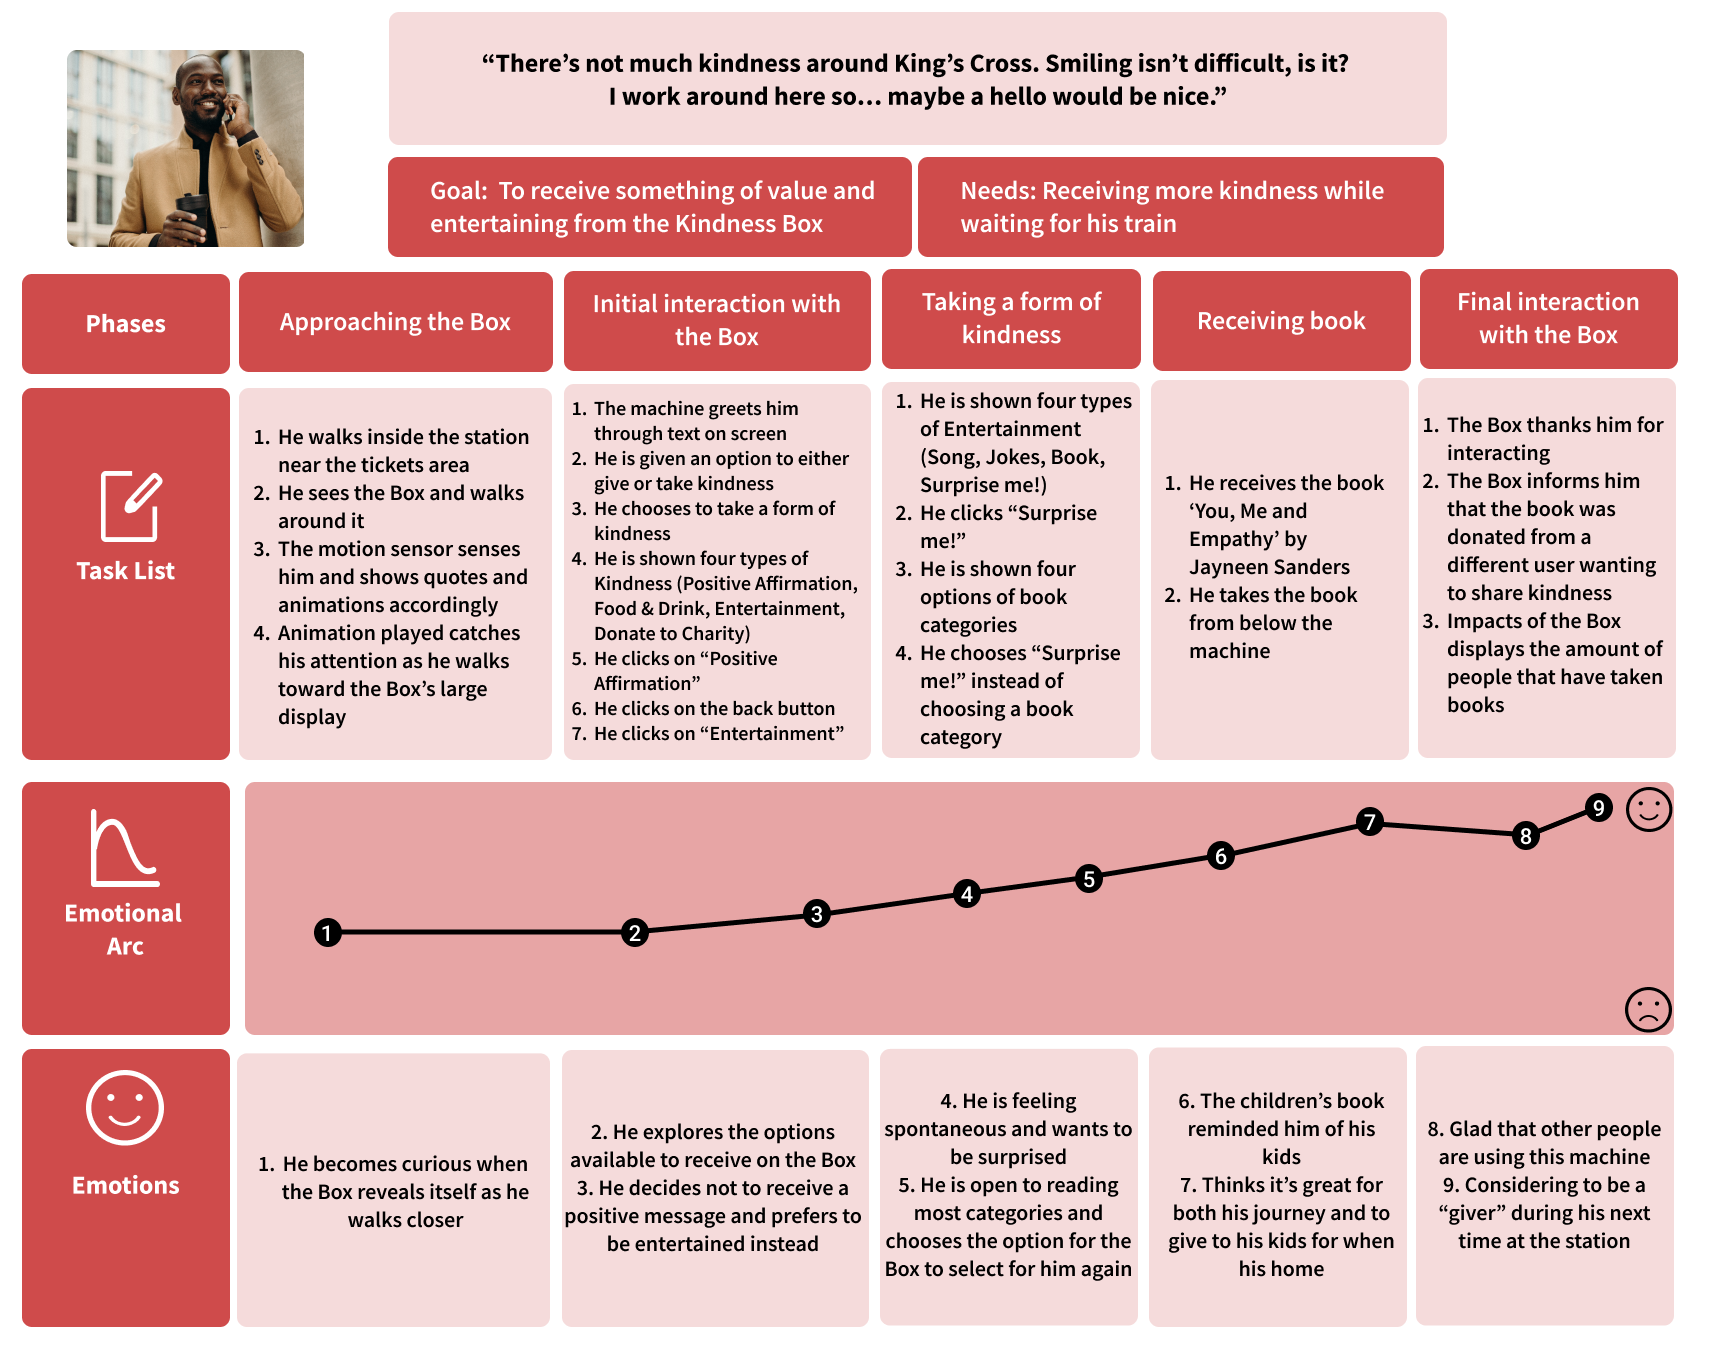 “There’s not much kindness around King’s Cross. Smiling isn’t difficult, is it?
I work around here so... maybe a hello would be nice.”
Goal:  To receive something of value and
entertaining from the Kindness Box
Needs: Receiving more kindness while
waiting for his train
Phases
Approaching the Box
Initial interaction with
the Box
Taking a form of
kindness
Receiving book
Final interaction
with the Box
Task List
1. He walks inside the station
near the tickets area
2. He sees the Box and walks
around it
3. The motion sensor senses
him and shows quotes and
animations accordingly
4. Animation played catches
his attention as he walks
toward the Box’s large
display
1. The machine greets him
through text on screen
2. He is given an option to either
give or take kindness
3. He chooses to take a form of
kindness
4. He is shown four types of
Kindness (Positive Affirmation,
Food & Drink, Entertainment,
Donate to Charity)
5. He clicks on “Positive
Affirmation”
6. He clicks on the back button
7. He clicks on “Entertainment”
1. He is shown four types
of Entertainment
(Song, Jokes, Book,
Surprise me!)
2. He clicks “Surprise
me!”
3. He is shown four
options of book
categories
4. He chooses “Surprise
me!” instead of
choosing a book
category
1. He receives the book
‘You, Me and
Empathy’ by
Jayneen Sanders
2. He takes the book
from below the
machine
1. The Box thanks him for
interacting
2. The Box informs him
that the book was
donated from a
different user wanting
to share kindness
3. Impacts of the Box
displays the amount of
people that have taken
books
Emotional
Arc
1
2
3
4
5
6
7
8
9
Emotions
1. He becomes curious when
the Box reveals itself as he
walks closer
2. He explores the options
available to receive on the Box
3. He decides not to receive a
positive message and prefers to
be entertained instead
4. He is feeling
spontaneous and wants to
be surprised
5. He is open to reading
most categories and
chooses the option for the
Box to select for him again
6. The children’s book
reminded him of his
kids
7. Thinks it’s great for
both his journey and to
give to his kids for when
his home
8. Glad that other people
are using this machine
9. Considering to be a
“giver” during his next
time at the station